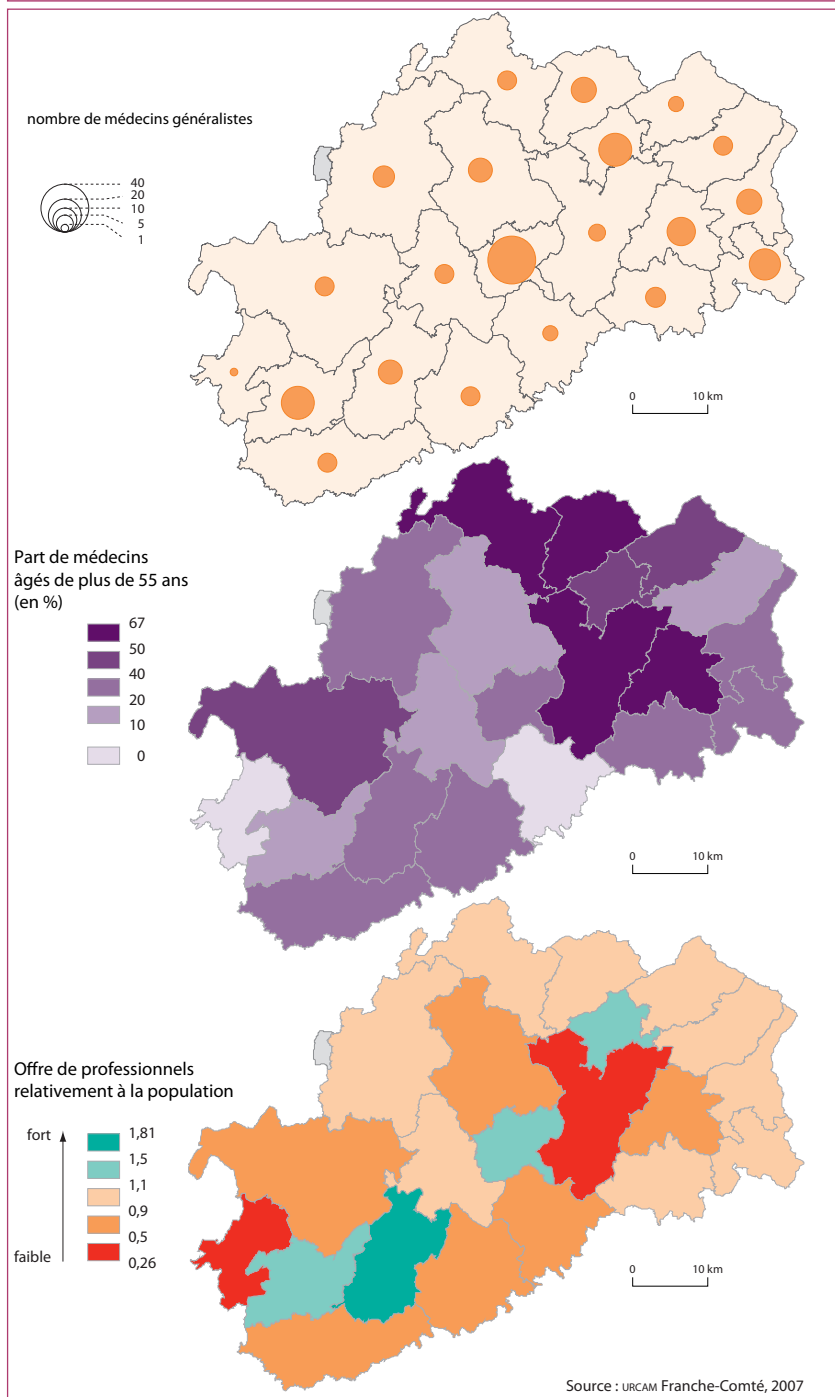 nombre de médecins généralistes
40
20
10
5
1
0 10 km
Part de médecins
âgés de plus de 55 ans
(en %)
67
50
40
20
10
0
0 10 km
Offre de professionnels
relativement à la population
fort
faible
1,81
1,5
1,1
0,9
0,5
0,26
0 10 km
Source : URCAM Franche-Comté, 2007